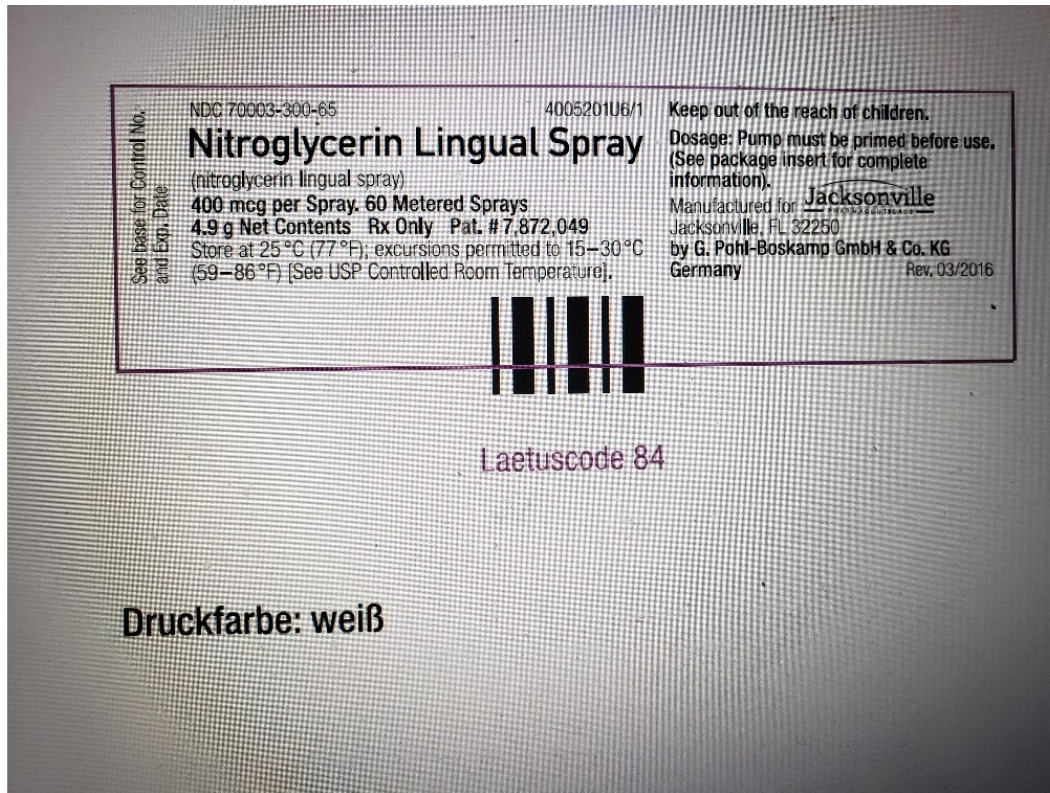 See base for Control No.
and Exp. Date
NDC 70003-300-65 4005201U6/1
Nitroglycerin Lingual Spray
(nitroglycerin lingual spray)
400 mcg per Spray. 60 Metered Sprays
4.9 g Net Contents Rx Only Pat. # 7,872,049
Store at 25°C (77°F); excursions permitted to 15–30°C
(59–86°F) [See USP Controlled Room Temperature].
Keep out of the reach of children.
Dosage: Pump must be primed before use.
(See package insert for complete
information).
Manufactured for Jacksonville
PHARMACEUTICALS
Jacksonville, FL 32250
by G. Pohl-Boskamp GmbH & Co. KG
Germany Rev. 03/2016
Laetuscode 84
Druckfarbe: weiß